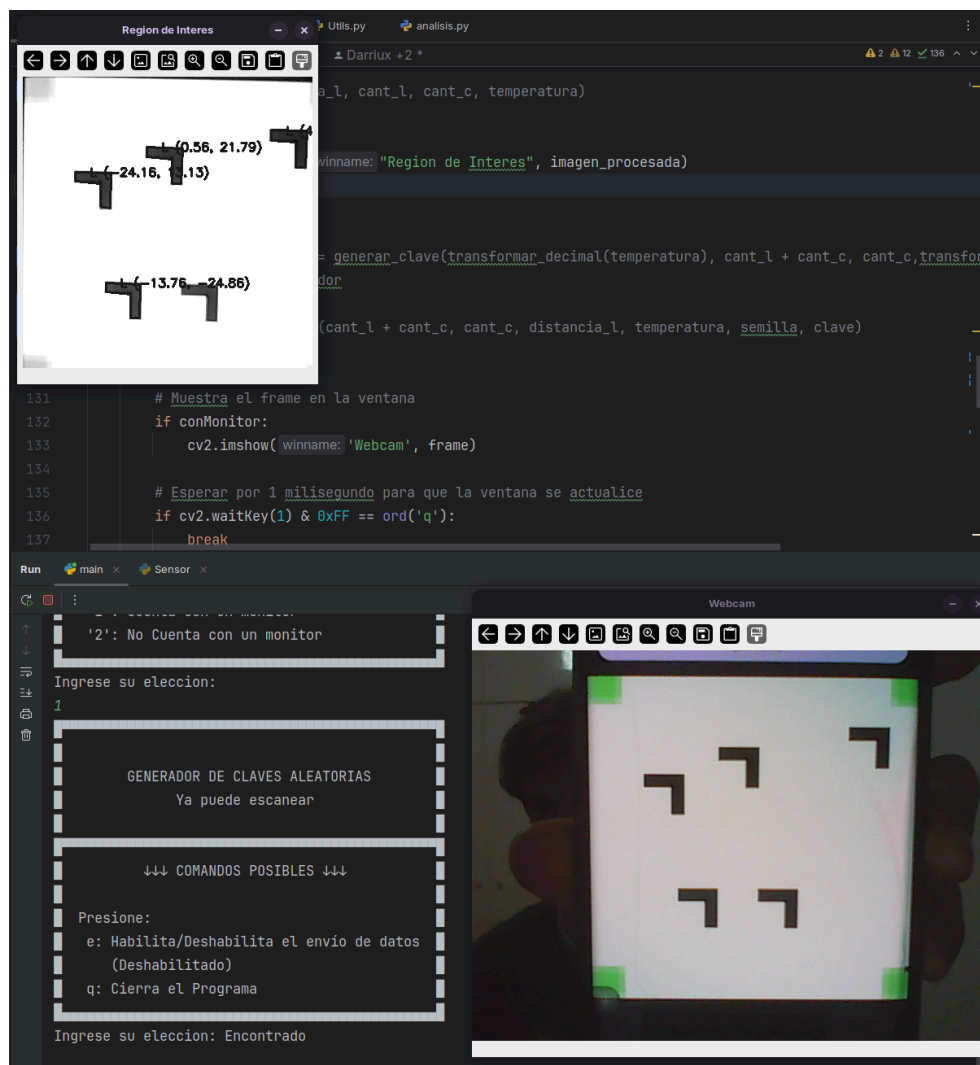 Region de Interes
Utils.py
analisis.py
Darriux +2 *
2 12 136
a_l, cant_l, cant_c, temperatura)
winname: "Region de Interes", imagen_procesada)
= generar_clave(transformar_decimal(temperatura), cant_l + cant_c, cant_c,transfor
dor
(cant_l + cant_c, cant_c, distancia_l, temperatura, semilla, clave)
L (4
L (0.56, 21.79)
L (-24.16, 13.13)
L (-13.76, -24.86)
131 # Muestra el frame en la ventana
132 if conMonitor:
133 cv2.imshow( winname: 'Webcam', frame)
134
135 # Esperar por 1 milisegundo para que la ventana se actualice
136 if cv2.waitKey(1) & 0xFF == ord('q'):
137 break
Run main Sensor
'2': No Cuenta con un monitor
Ingrese su eleccion:
1
GENERADOR DE CLAVES ALEATORIAS
Ya puede escanear
↓↓↓ COMANDOS POSIBLES ↓↓↓
Presione:
e: Habilita/Deshabilita el envío de datos
(Deshabilitado)
q: Cierra el Programa
Ingrese su eleccion: Encontrado
Webcam